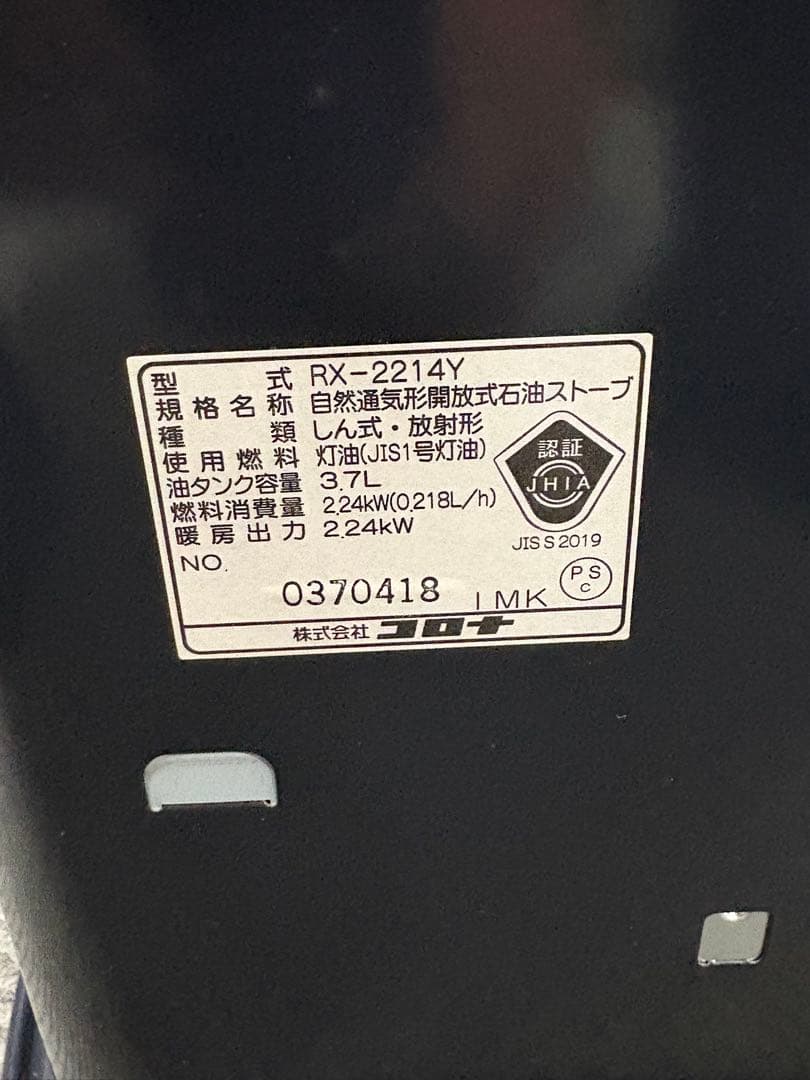 型式 RX-2214Y
規格名称 自然通気形開放式石油ストーブ
種類 しん式・放射形
使用燃料 灯油(JIS1号灯油)
油タンク容量 3.7L
燃料消費量 2.24kW(0.218L/h)
暖房出力 2.24kW
認証
JHIA
JIS S 2019
NO.
0370418 IMK
PS
C
株式会社 コロナ